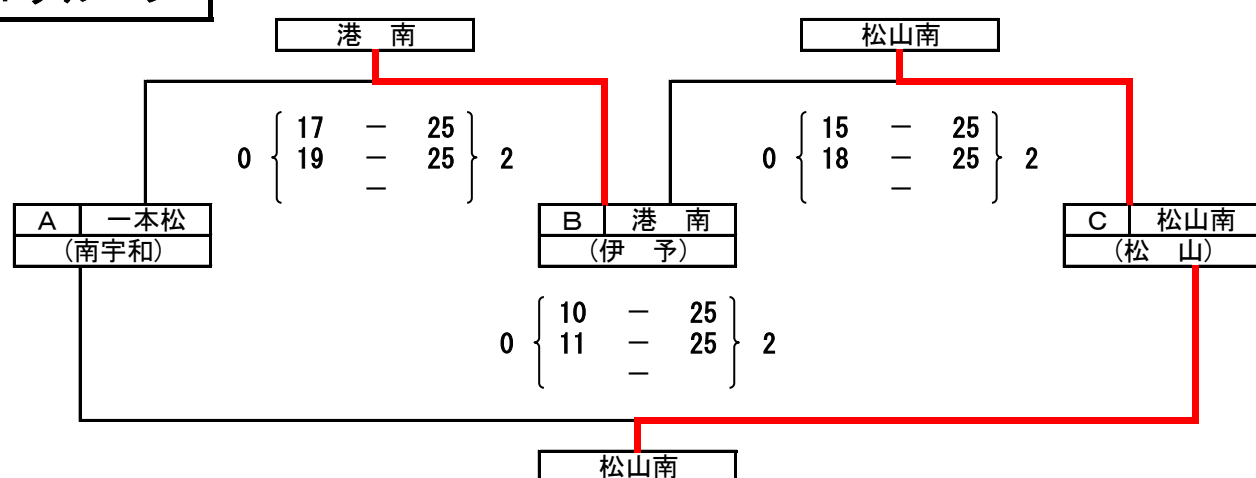 港 南
松山南
17 － 25
0 19 － 25 2
－
15 － 25
0 18 － 25 2
－
A 一本松
(南宇和)
B 港 南
(伊 予)
C 松山南
(松 山)
10 － 25
0 11 － 25 2
－
松山南